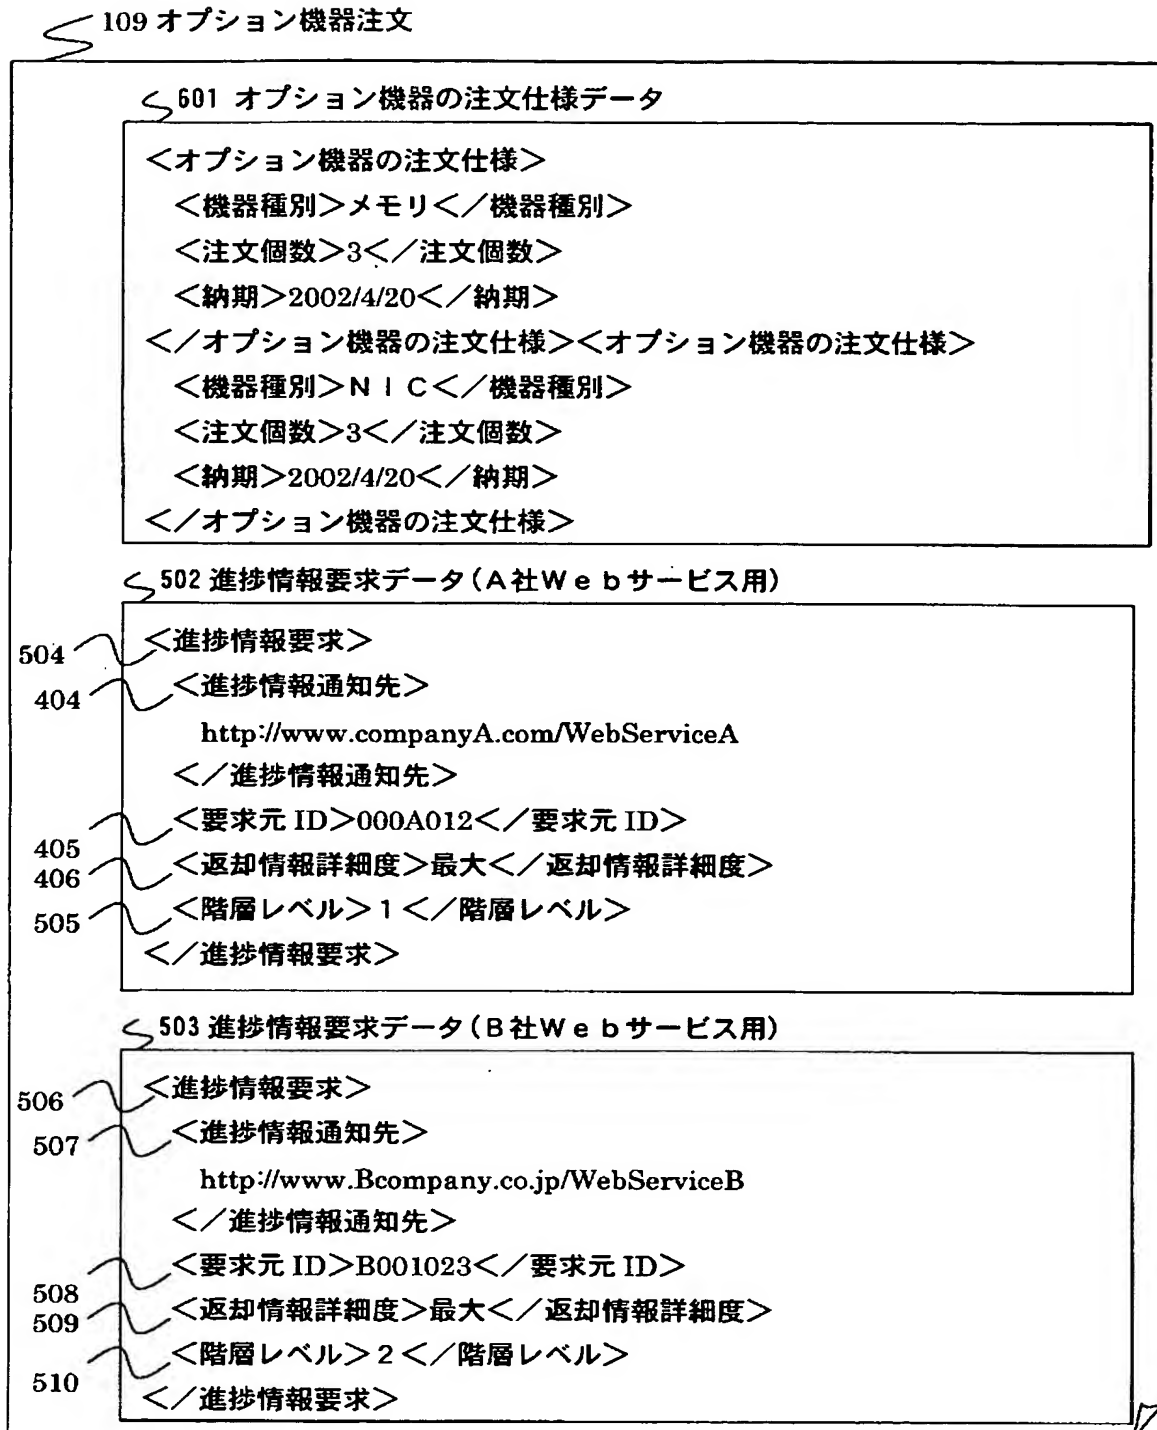 109 オプション機器注文
601 オプション機器の注文仕様データ
＜オプション機器の注文仕様＞
＜機器種別＞メモリ＜／機器種別＞
＜注文個数＞3＜／注文個数＞
＜納期＞2002/4/20＜／納期＞
＜／オプション機器の注文仕様＞＜オプション機器の注文仕様＞
＜機器種別＞ＮＩＣ＜／機器種別＞
＜注文個数＞3＜／注文個数＞
＜納期＞2002/4/20＜／納期＞
＜／オプション機器の注文仕様＞
502 進捗情報要求データ（Ａ社Ｗｅｂサービス用）
504 ＜進捗情報要求＞
404 ＜進捗情報通知先＞
http://www.companyA.com/WebServiceA
＜／進捗情報通知先＞
405 ＜要求元 ID＞000A012＜／要求元 ID＞
406 ＜返却情報詳細度＞最大＜／返却情報詳細度＞
505 ＜階層レベル＞１＜／階層レベル＞
＜／進捗情報要求＞
503 進捗情報要求データ（Ｂ社Ｗｅｂサービス用）
506 ＜進捗情報要求＞
507 ＜進捗情報通知先＞
http://www.Bcompany.co.jp/WebServiceB
＜／進捗情報通知先＞
508 ＜要求元 ID＞B001023＜／要求元 ID＞
509 ＜返却情報詳細度＞最大＜／返却情報詳細度＞
510 ＜階層レベル＞２＜／階層レベル＞
＜／進捗情報要求＞